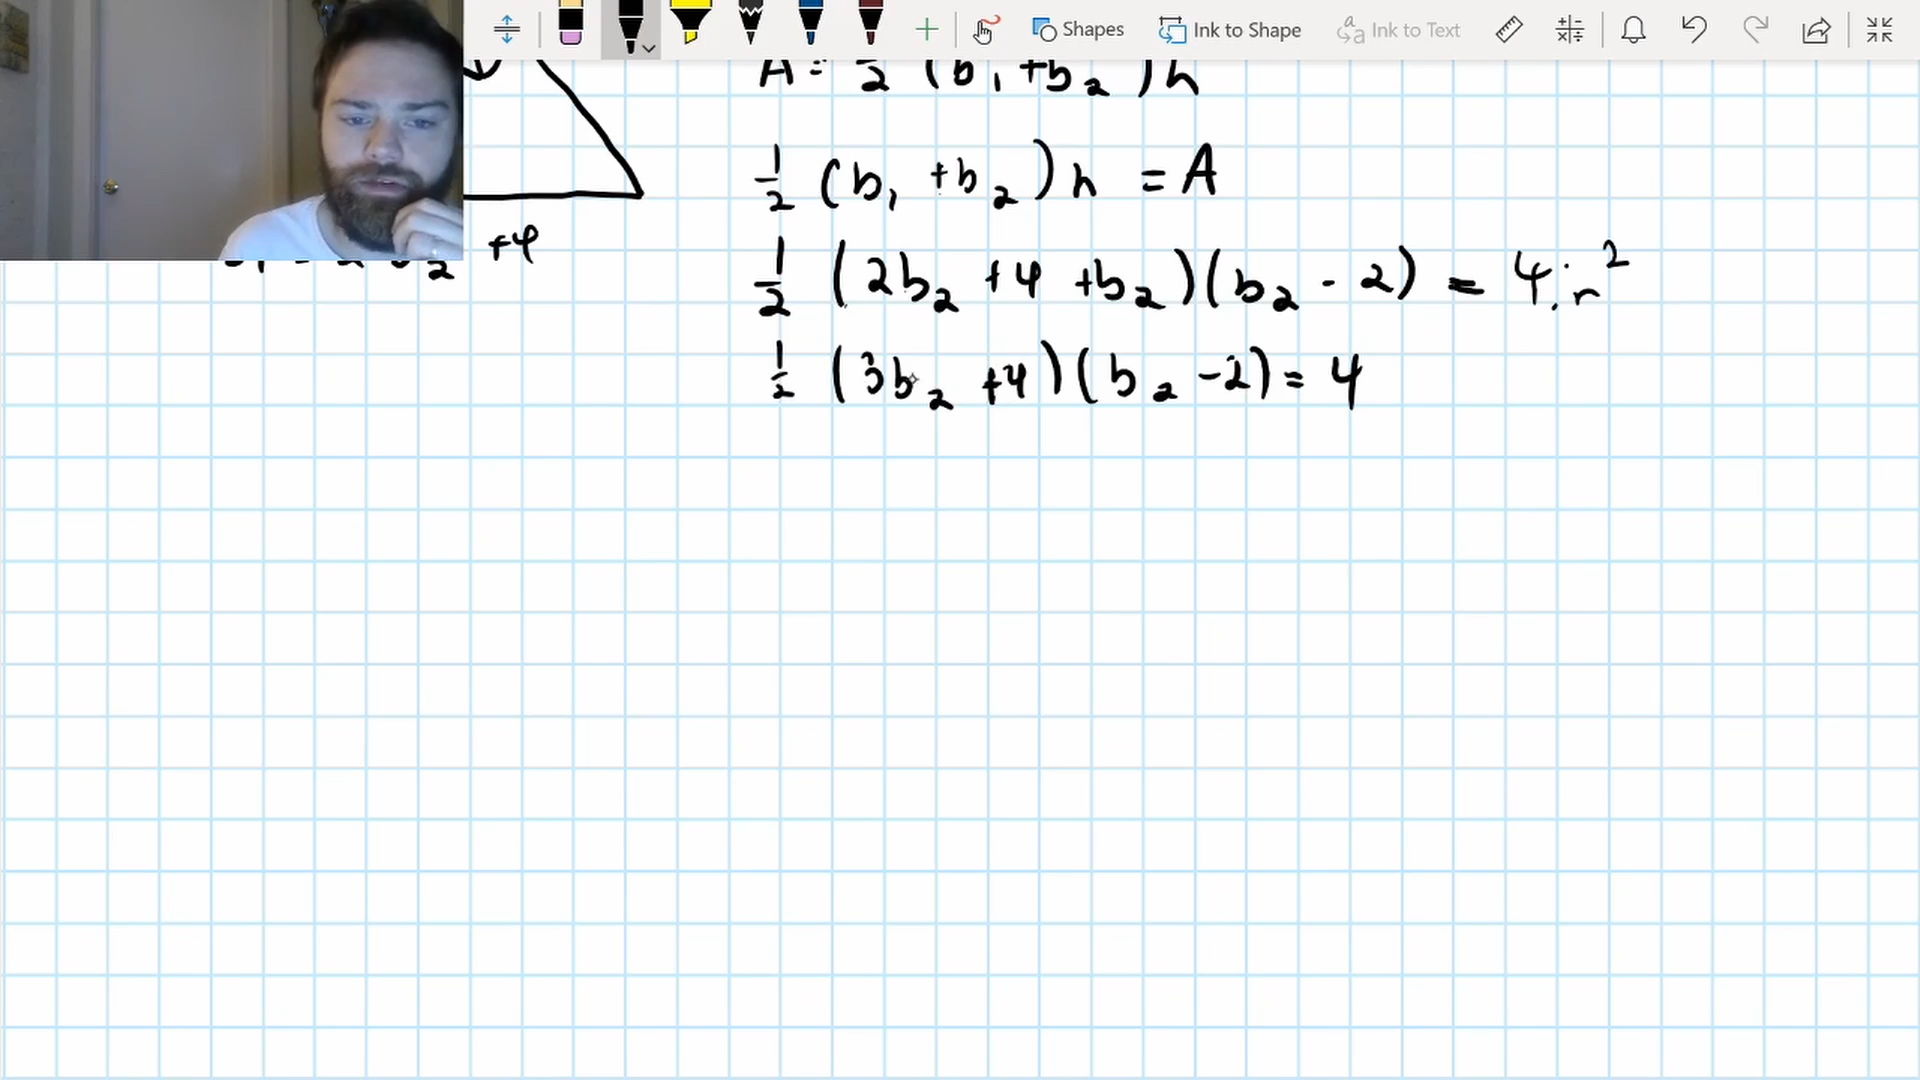 Shapes Ink to Shape Ink to Text
A = 1/2 (b₁ + b₂) h
1/2 (b₁ + b₂) h = A
1/2 (2b₂ + 4 + b₂)(b₂ - 2) = 4 in²
1/2 (3b₂ + 4)(b₂ - 2) = 4
+4